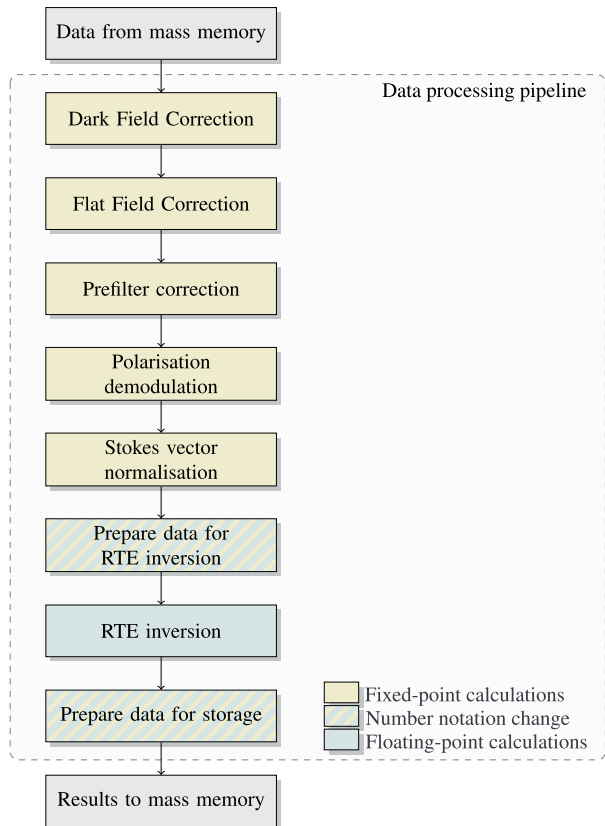 Data from mass memory
Data processing pipeline
Dark Field Correction
Flat Field Correction
Prefilter correction
Polarisation
demodulation
Stokes vector
normalisation
Prepare data for
RTE inversion
RTE inversion
Prepare data for storage
Fixed-point calculations
Number notation change
Floating-point calculations
Results to mass memory